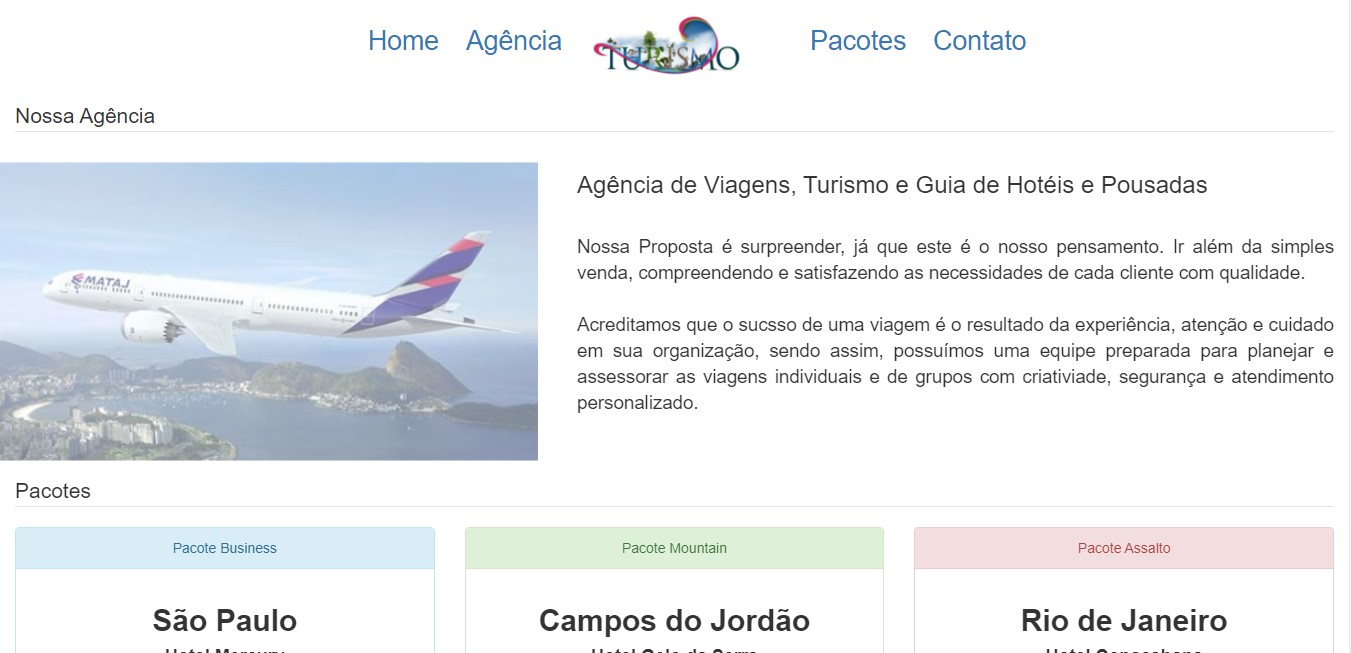 Home Agência TURISMO Pacotes Contato
Nossa Agência
MATAJ
Agência de Viagens, Turismo e Guia de Hotéis e Pousadas
Nossa Proposta é surpreender, já que este é o nosso pensamento. Ir além da simples
venda, compreendendo e satisfazendo as necessidades de cada cliente com qualidade.
Acreditamos que o sucsso de uma viagem é o resultado da experiência, atenção e cuidado
em sua organização, sendo assim, possuímos uma equipe preparada para planejar e
assessorar as viagens individuais e de grupos com criativiade, segurança e atendimento
personalizado.
Pacotes
Pacote Business Pacote Mountain Pacote Assalto
São Paulo Campos do Jordão Rio de Janeiro
Hotel Hotel Hotel